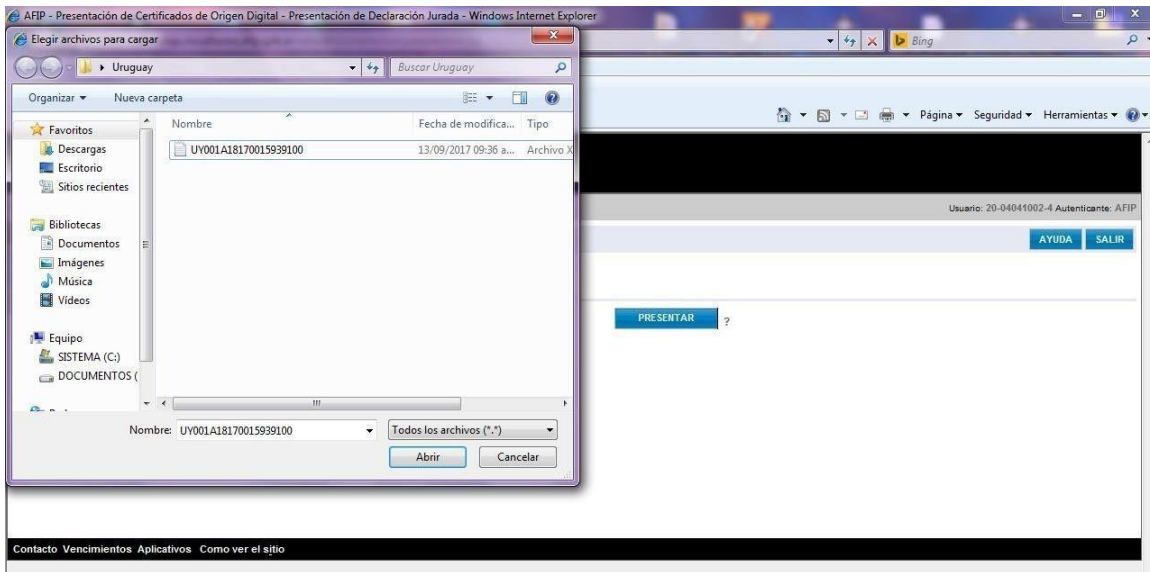 AFIP - Presentación de Certificados de Origen Digital - Presentación de Declaración Jurada - Windows Internet Explorer
Elegir archivos para cargar
Bing
Uruguay
Buscar Uruguay
Organizar
Nueva carpeta
Página
Seguridad
Herramientas
Favoritos
Descargas
Escritorio
Sitios recientes
Bibliotecas
Documentos
Imágenes
Música
Vídeos
Equipo
SISTEMA (C:)
DOCUMENTOS (
Nombre
Fecha de modifica...
Tipo
UY001A18170015939100
13/09/2017 09:36 a...
Archivo X
Usuario: 20-04041002-4 Autenticante: AFIP
AYUDA
SALIR
PRESENTAR
?
Nombre: UY001A18170015939100
Todos los archivos (*.*)
Abrir
Cancelar
Contacto Vencimientos Aplicativos Como ver el sitio